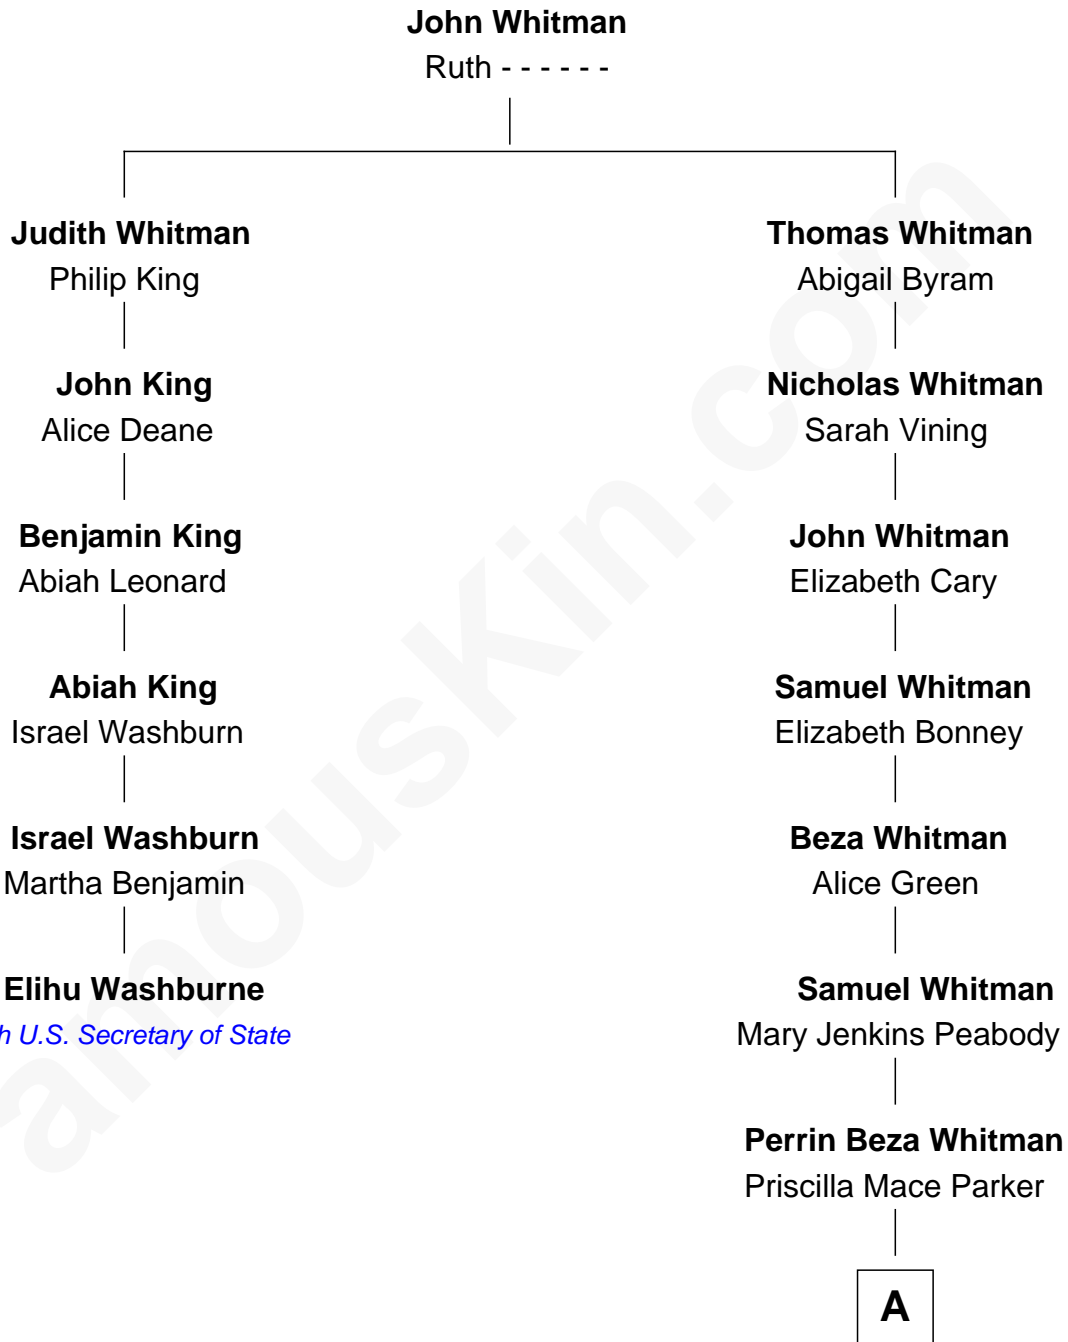 John Whitman
Ruth - - - - - -
Judith Whitman
Philip King
Thomas Whitman
Abigail Byram
John King
Alice Deane
Nicholas Whitman
Sarah Vining
Benjamin King
Abiah Leonard
John Whitman
Elizabeth Cary
Abiah King
Israel Washburn
Samuel Whitman
Elizabeth Bonney
Israel Washburn
Martha Benjamin
Beza Whitman
Alice Green
Elihu Washburne
h U.S. Secretary of State
Samuel Whitman
Mary Jenkins Peabody
Perrin Beza Whitman
Priscilla Mace Parker
A
amousKin.com